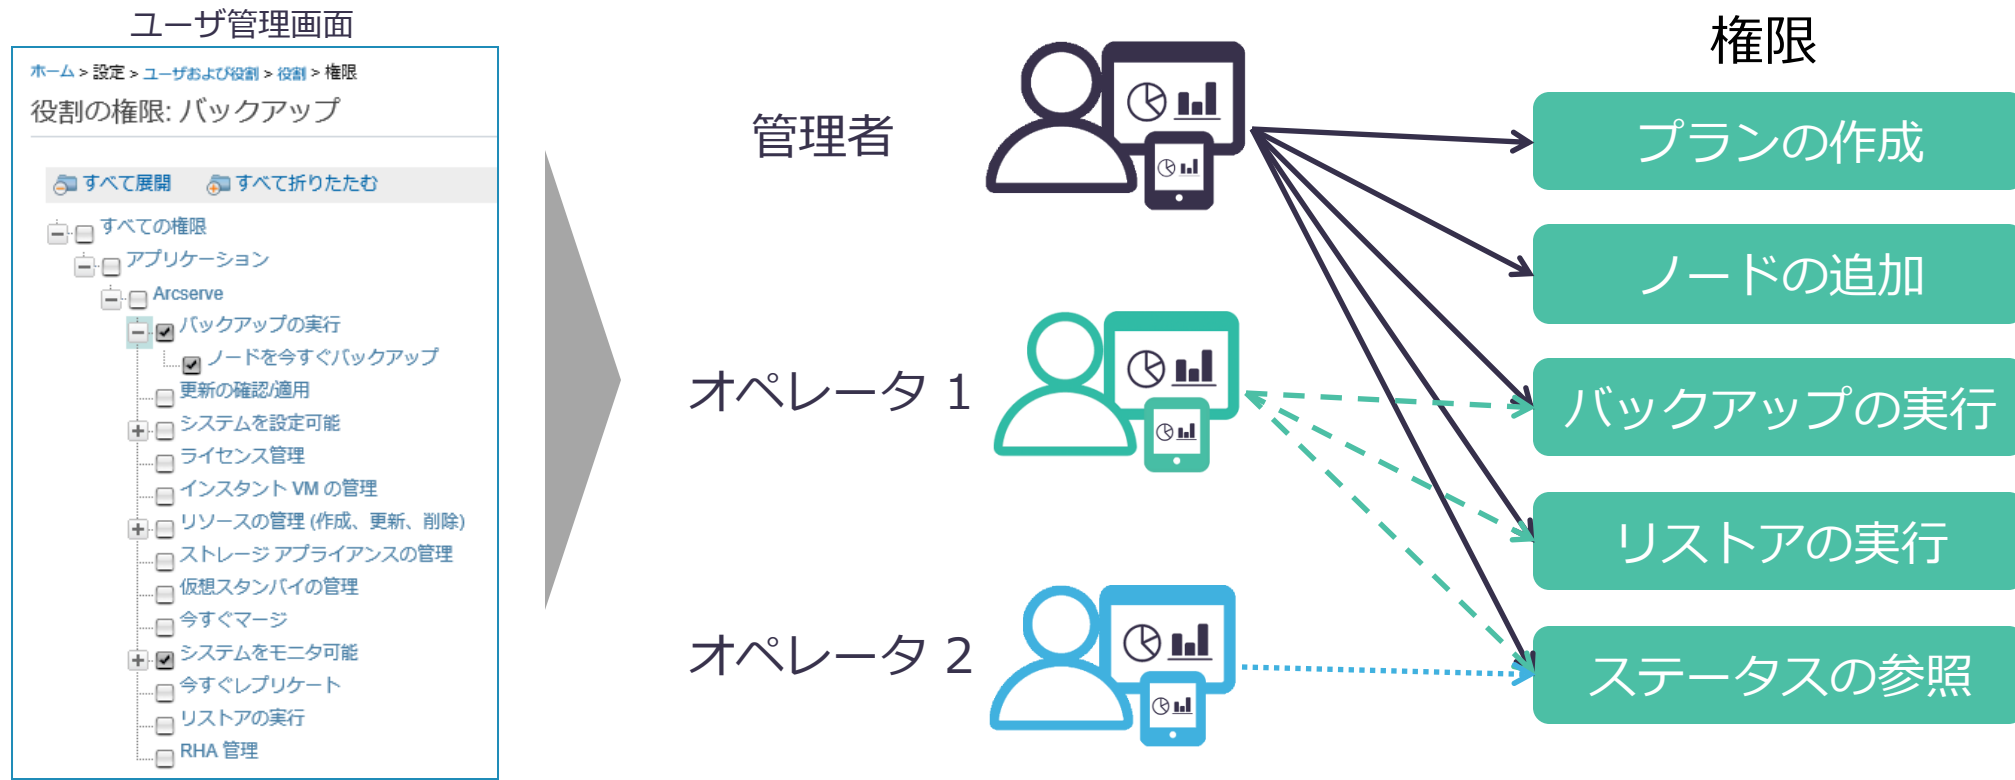 ユーザ管理画面
ホーム > 設定 > ユーザおよび役割 > 役割 > 権限
役割の権限: バックアップ
すべて展開 すべて折りたたむ
すべての権限
アプリケーション
Arcserve
バックアップの実行
ノードを今すぐバックアップ
更新の確認/適用
システムを設定可能
ライセンス管理
インスタント VM の管理
リソースの管理 (作成、更新、削除)
ストレージ アプライアンスの管理
仮想スタンバイの管理
今すぐマージ
システムをモニタ可能
今すぐレプリケート
リストアの実行
RHA 管理
管理者
オペレータ 1
オペレータ 2
権限
プランの作成
ノードの追加
バックアップの実行
リストアの実行
ステータスの参照